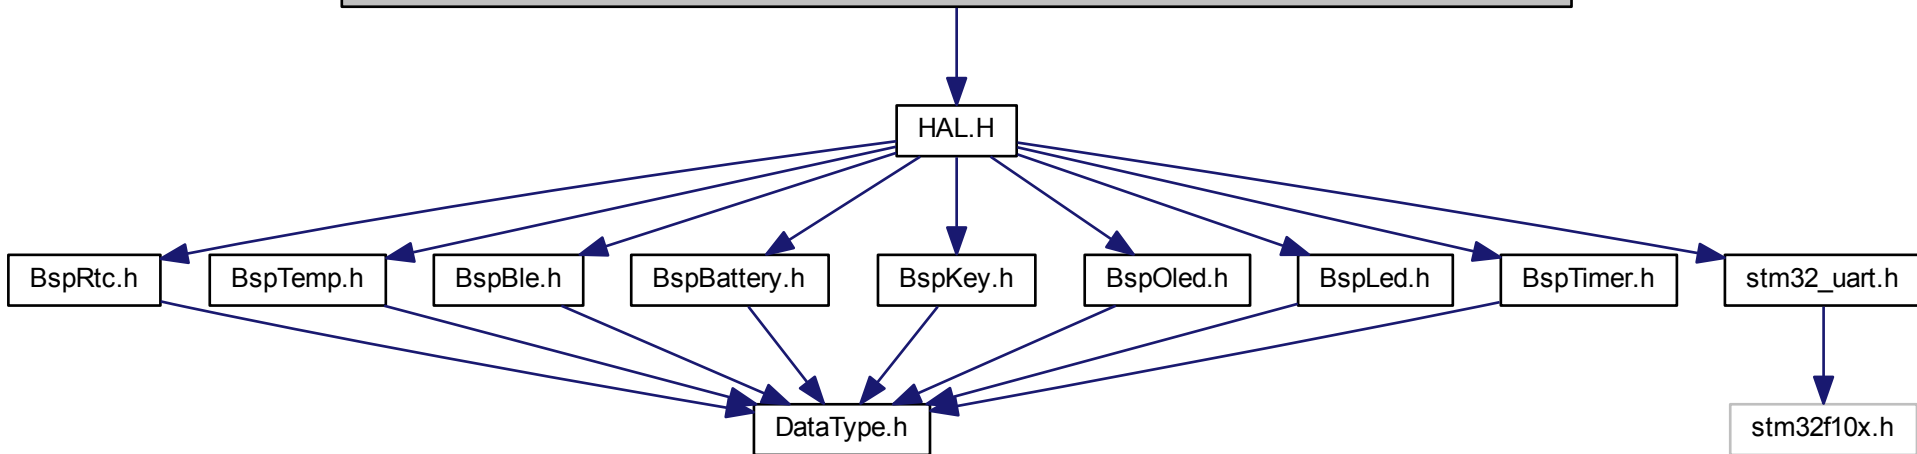 HAL.H
BspRtc.h
BspTemp.h
BspBle.h
BspBattery.h
BspKey.h
BspOled.h
BspLed.h
BspTimer.h
stm32_uart.h
DataType.h
stm32f10x.h